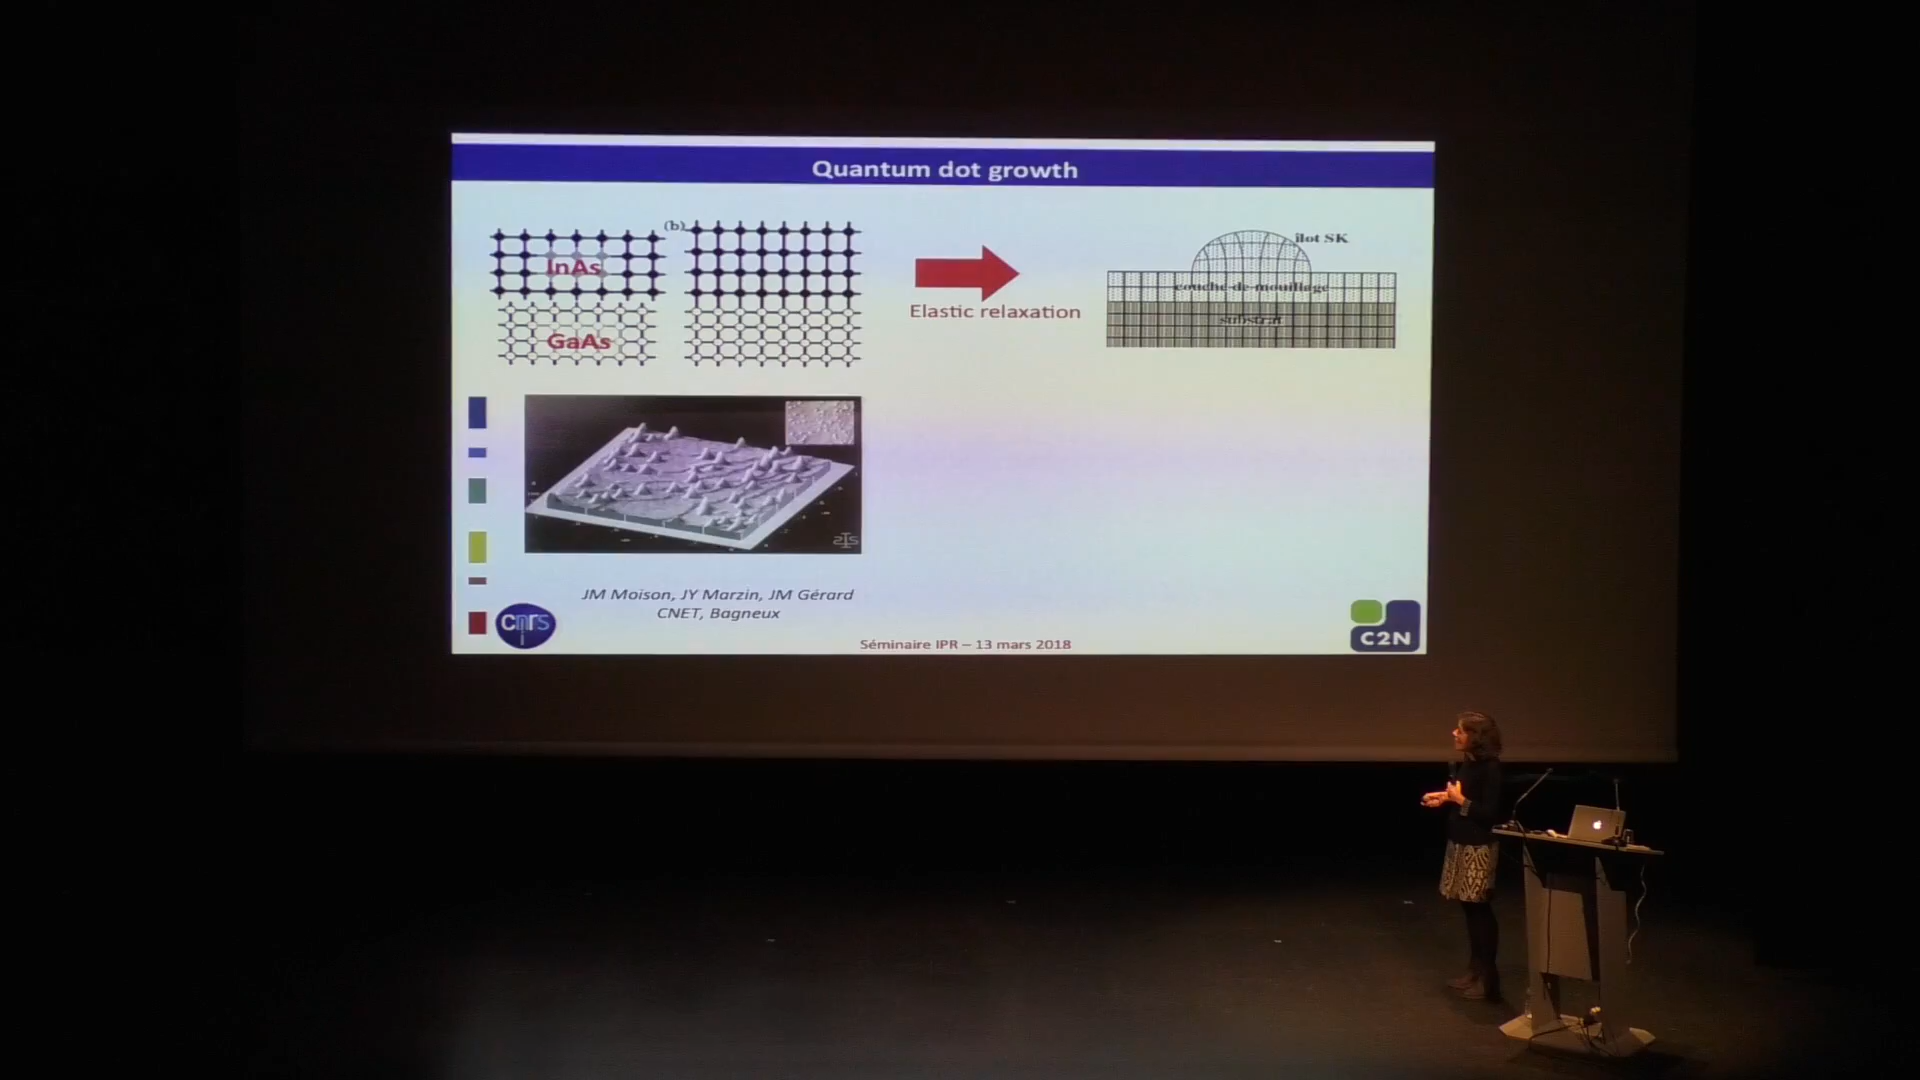 Quantum dot growth
(b)
InAs
GaAs
Elastic relaxation
îlot SK
couche de mouillage
substrat
JM Moison, JY Marzin, JM Gérard
CNET, Bagneux
cnrs
Séminaire IPR – 13 mars 2018
C2N